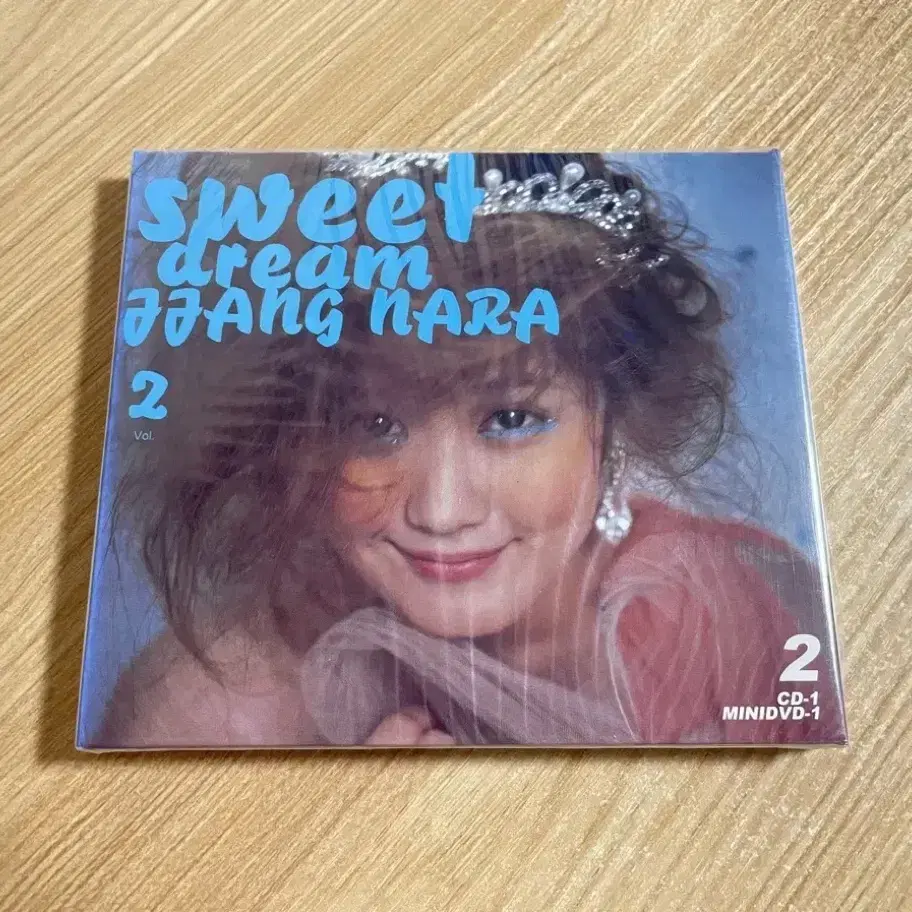 sweet
dream
JJANG NARA
2
Vol.
2
CD-1
MINIDVD-1